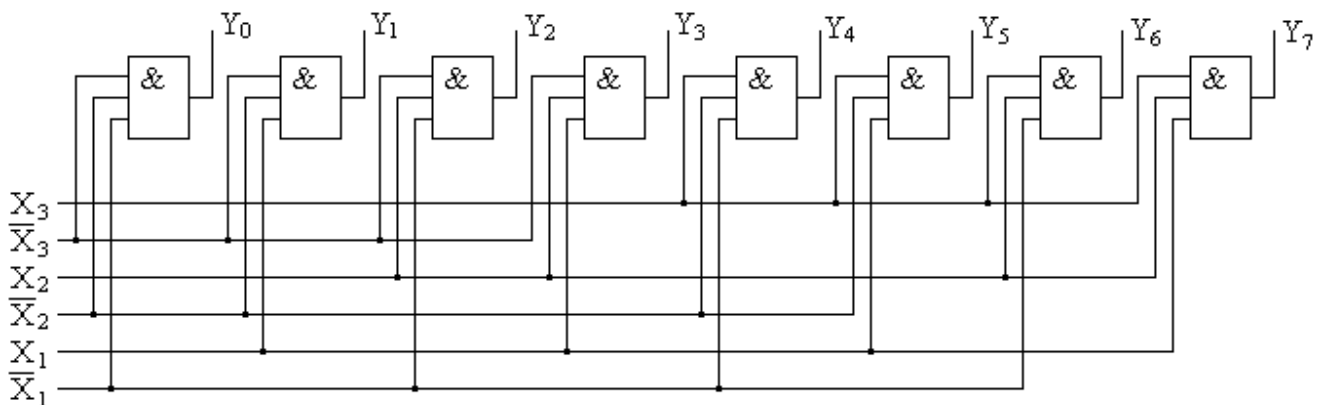 Y₀ Y₁ Y₂ Y₃ Y₄ Y₅ Y₆ Y₇
& & & & & & & &
X₃
X̅₃
X₂
X̅₂
X₁
X̅₁